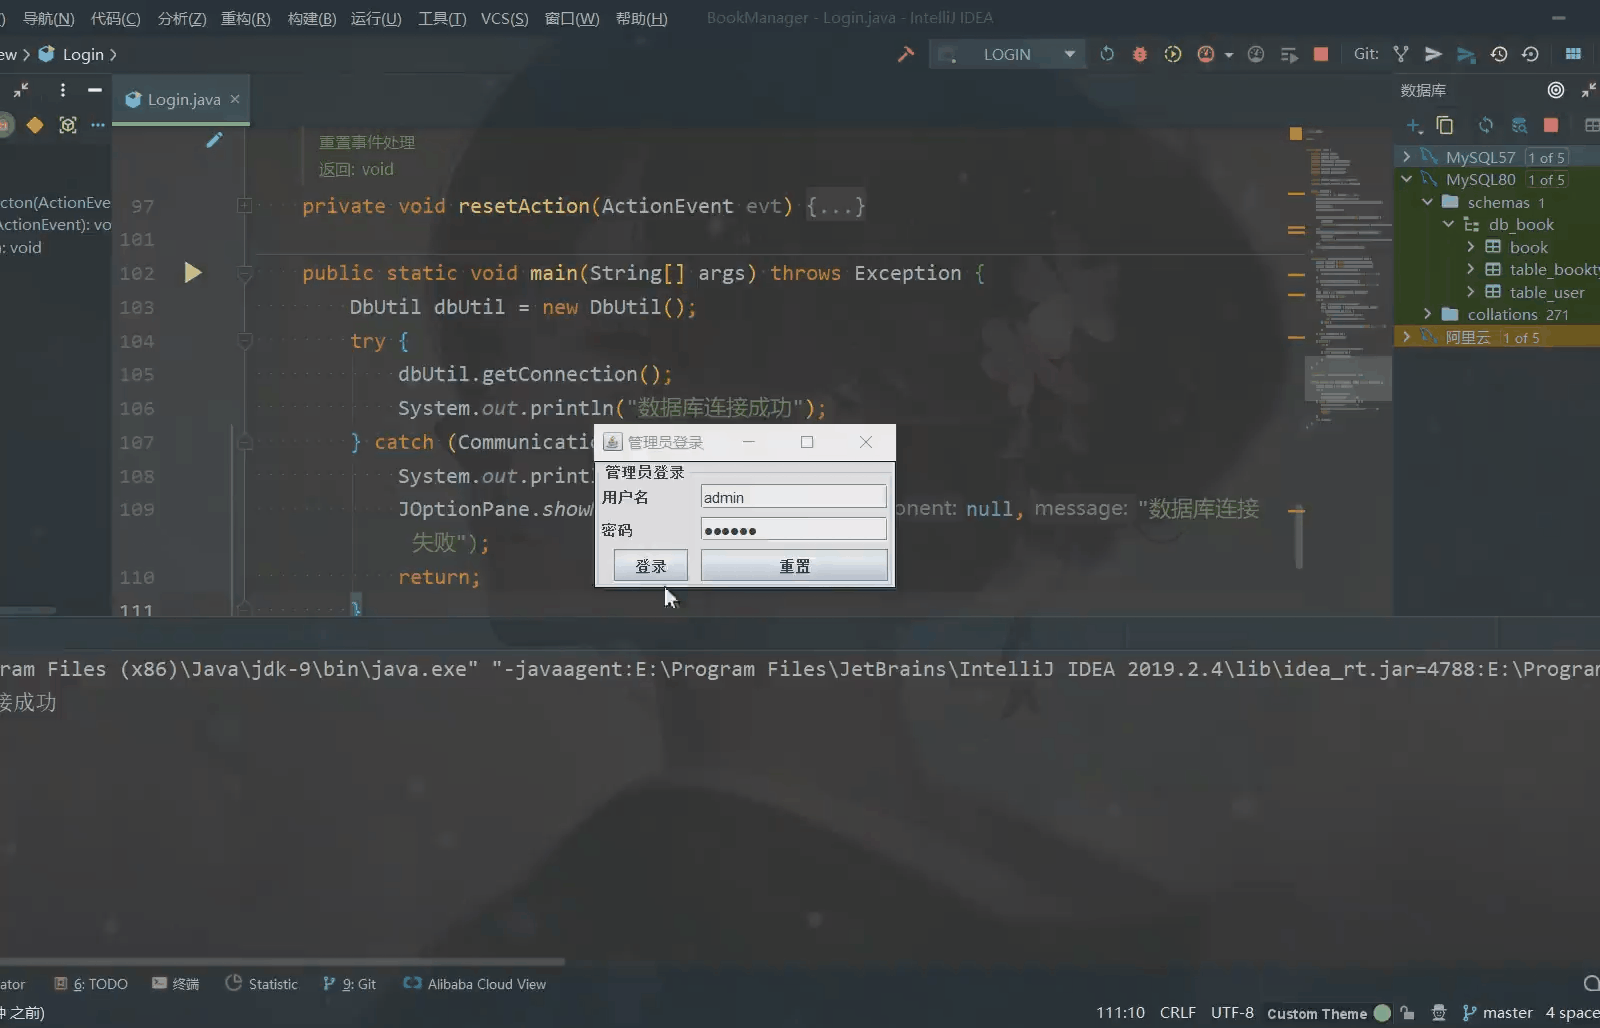 导航(N) 代码(C) 分析(Z) 重构(R) 构建(B) 运行(U) 工具(T) VCS(S) 窗口(W) 帮助(H) BookManager - Login.java - IntelliJ IDEA
ew Login LOGIN Git:
Login.java
数据库
重置事件处理
返回: void
MySQL57 1 of 5
MySQL80 1 of 5
schemas 1
db_book
book
table_bookty
table_user
collations 271
阿里云 1 of 5
cton(ActionEve
ActionEvent): vo
): void
97 private void resetAction(ActionEvent evt) {...}
101
102 public static void main(String[] args) throws Exception {
103 DbUtil dbUtil = new DbUtil();
104 try {
105 dbUtil.getConnection();
106 System.out.println("数据库连接成功");
107 } catch (Communicatio
108 System.out.printl
109 JOptionPane.show onent: null, message: "数据库连接
失败");
110 return;
111 }
管理员登录
管理员登录
用户名 admin
密码 ●●●●●●
登录 重置
ram Files (x86)\Java\jdk-9\bin\java.exe" "-javaagent:E:\Program Files\JetBrains\IntelliJ IDEA 2019.2.4\lib\idea_rt.jar=4788:E:\Program
接成功
ator 6: TODO 终端 Statistic 9: Git Alibaba Cloud View
钟 之前) 111:10 CRLF UTF-8 Custom Theme master 4 space